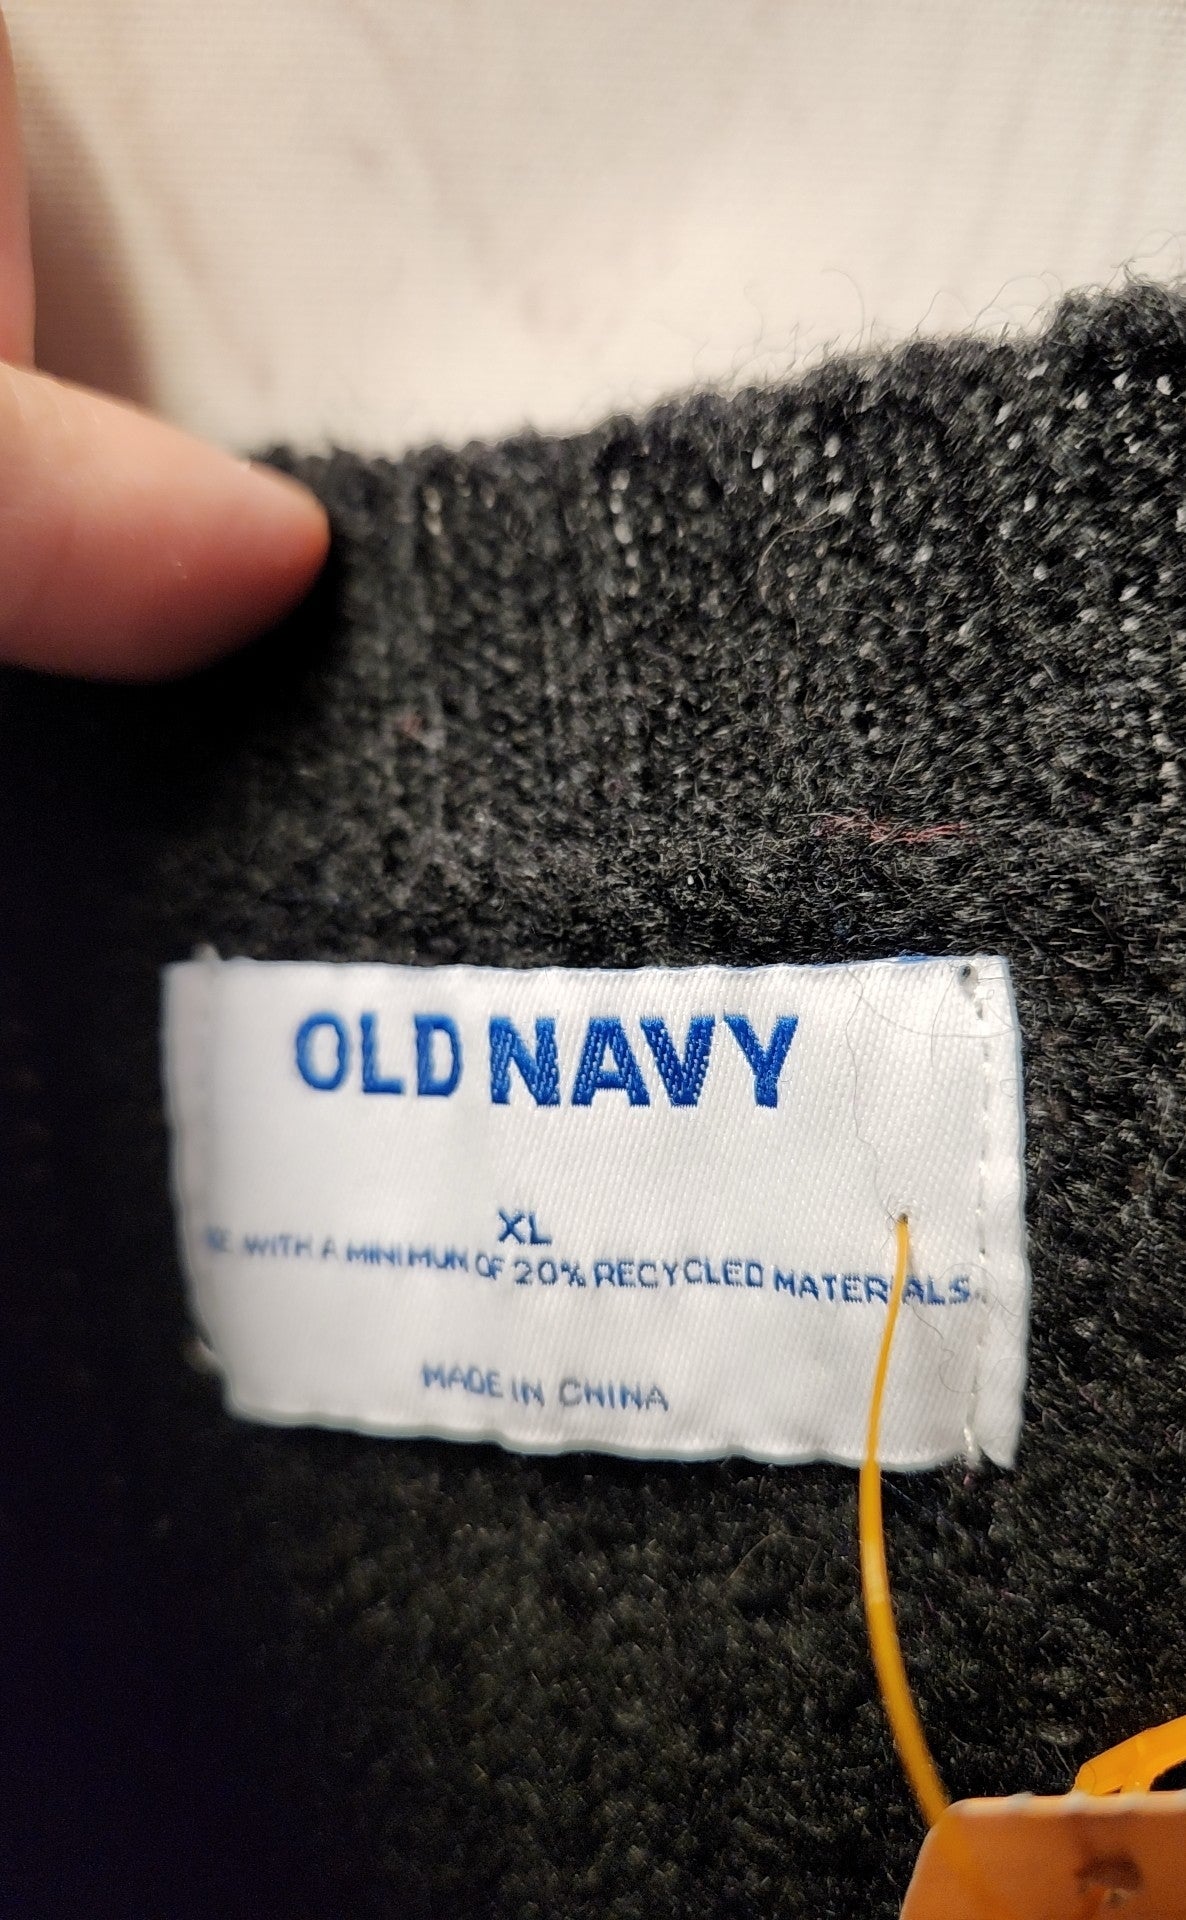 OLD NAVY
XL
WITH A MINIMUM OF 20% RECYCLED MATERIALS.
MADE IN CHINA